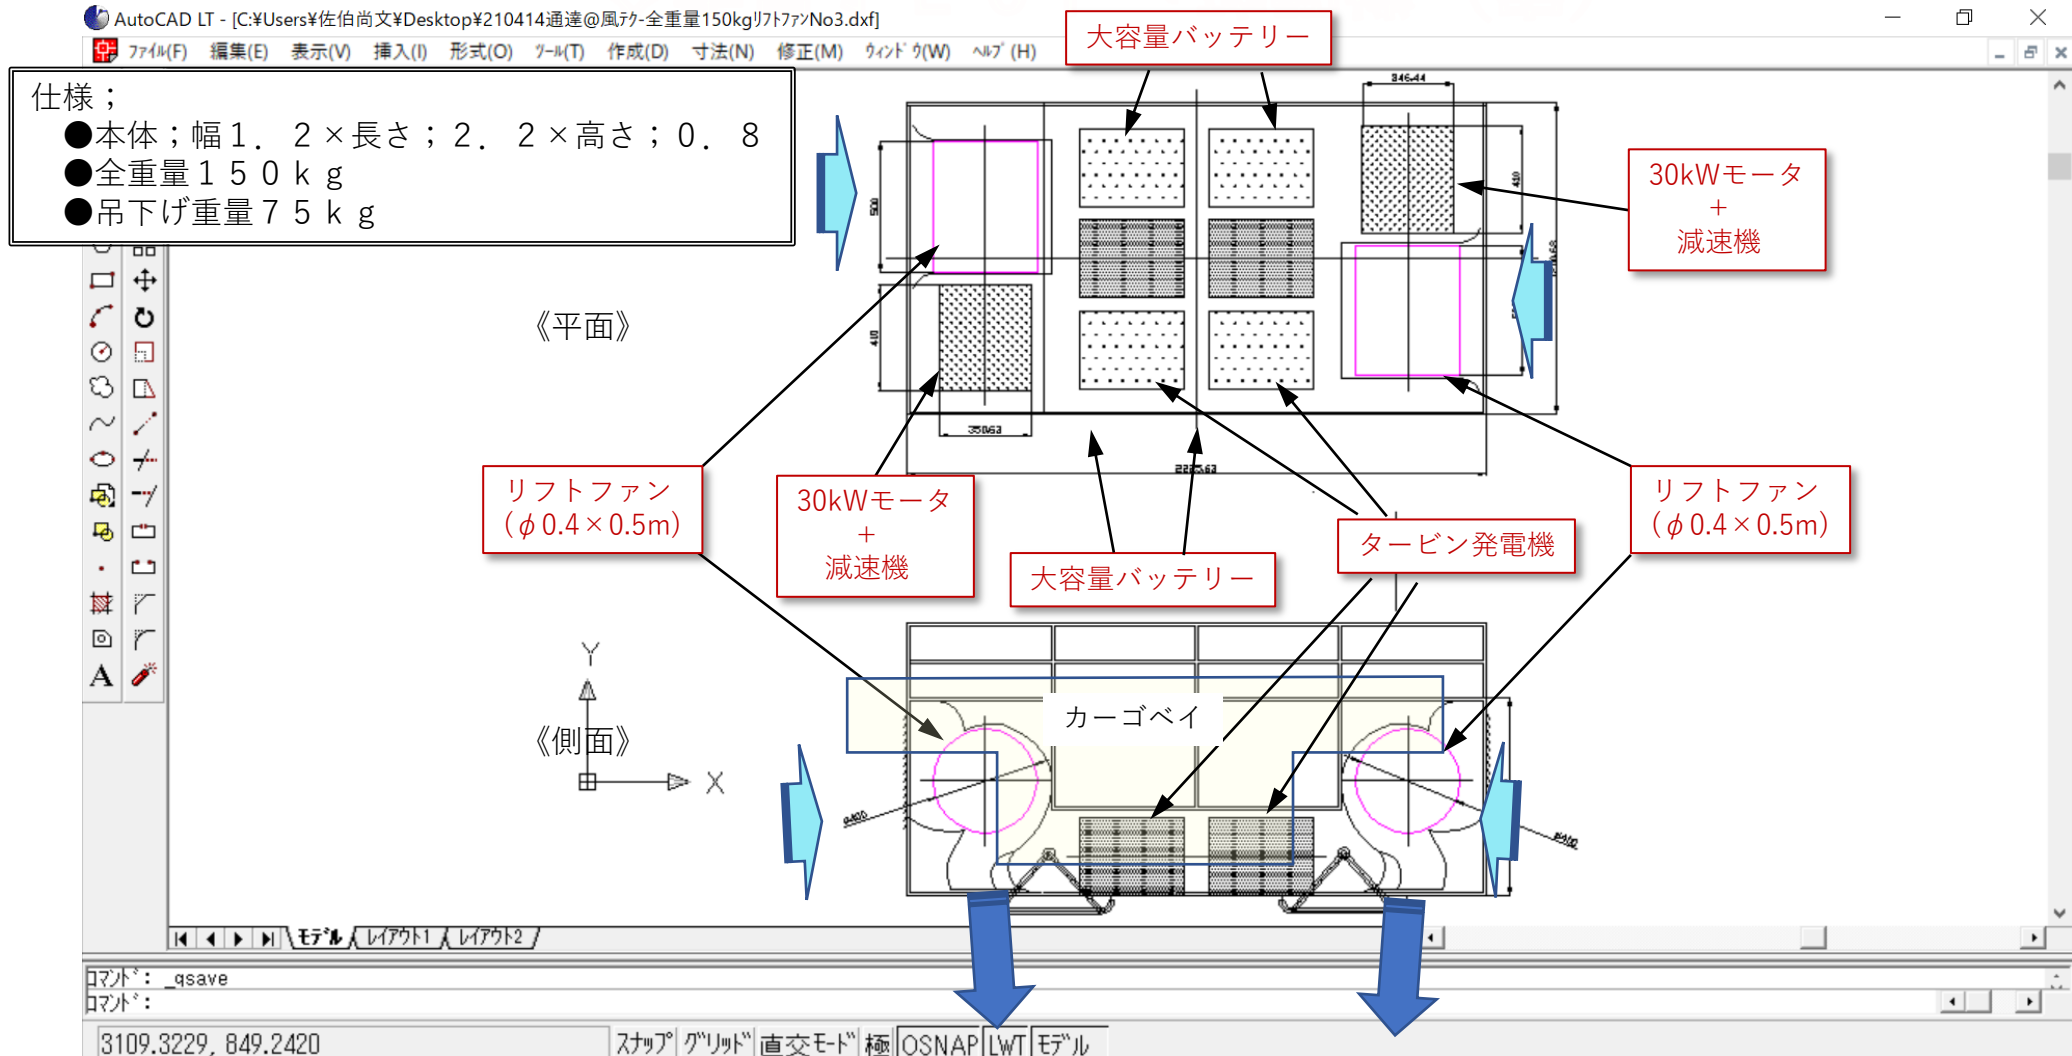 AutoCAD LT - [C:¥Users¥佐伯尚文¥Desktop¥210414通達@風ﾃｸ-全重量150kgﾘﾌﾄﾌｧﾝNo3.dxf]
ﾌｧｲﾙ(F) 編集(E) 表示(V) 挿入(I) 形式(O) ﾂｰﾙ(T) 作成(D) 寸法(N) 修正(M) ｳｨﾝﾄﾞｳ(W) ﾍﾙﾌﾟ(H)
大容量バッテリー
仕様；
●本体；幅１．２×長さ；２．２×高さ；０．８
●全重量１５０ｋｇ
●吊下げ重量７５ｋｇ
346.44
500
410
30kWモータ
+
減速機
《平面》
410
350.63
2225.63
リフトファン
（φ0.4×0.5m）
30kWモータ
+
減速機
大容量バッテリー
タービン発電機
リフトファン
（φ0.4×0.5m）
Y
《側面》
X
カーゴベイ
φ400
φ400
ﾓﾃﾞﾙ ﾚｲｱｳﾄ1 ﾚｲｱｳﾄ2
ｺﾏﾝﾄﾞ: _qsave
ｺﾏﾝﾄﾞ:
3109.3229, 849.2420 ｽﾅｯﾌﾟ ｸﾞﾘｯﾄﾞ 直交ﾓｰﾄﾞ 極 OSNAP LWT ﾓﾃﾞﾙ